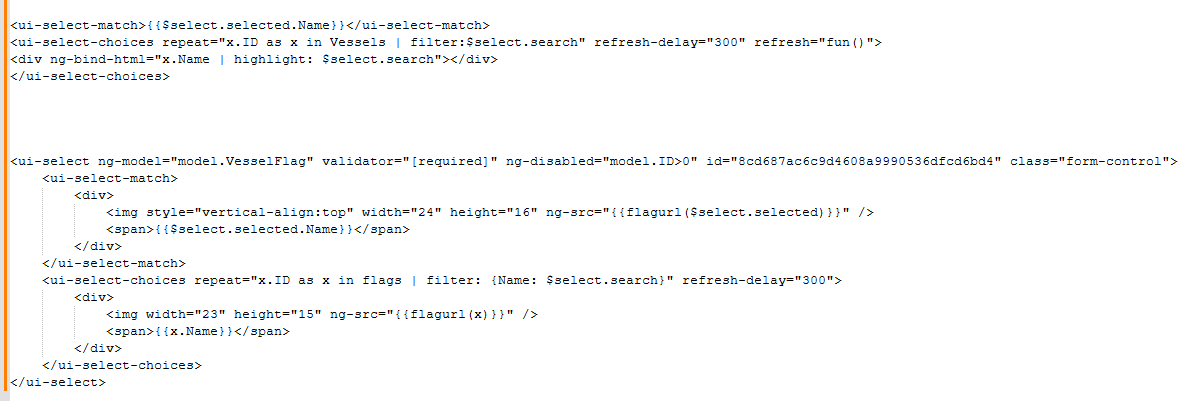 <ui-select-match>{{$select.selected.Name}}</ui-select-match>
<ui-select-choices repeat="x.ID as x in Vessels | filter:$select.search" refresh-delay="300" refresh="fun()">
<div ng-bind-html="x.Name | highlight: $select.search"></div>
</ui-select-choices>
<ui-select ng-model="model.VesselFlag" validator="[required]" ng-disabled="model.ID>0" id="8cd687ac6c9d4608a9990536dfcd6bd4" class="form-control">
<ui-select-match>
<div>
<img style="vertical-align:top" width="24" height="16" ng-src="{{flagurl($select.selected)}}" />
<span>{{$select.selected.Name}}</span>
</div>
</ui-select-match>
<ui-select-choices repeat="x.ID as x in flags | filter: {Name: $select.search}" refresh-delay="300">
<div>
<img width="23" height="15" ng-src="{{flagurl(x)}}" />
<span>{{x.Name}}</span>
</div>
</ui-select-choices>
</ui-select>